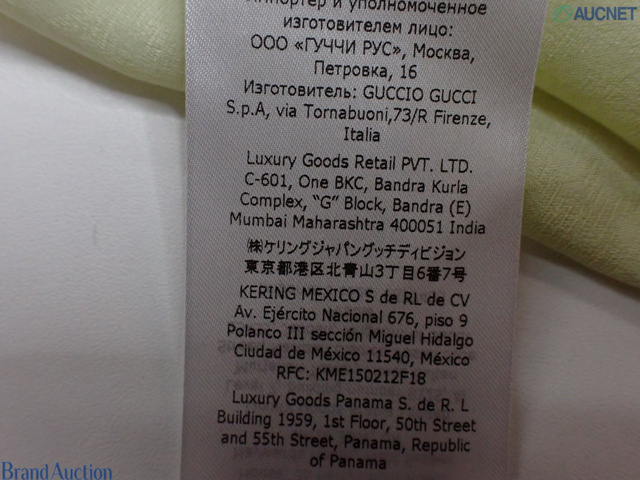 Импортер и уполномоченное
изготовителем лицо:
ООО «ГУЧЧИ РУС», Москва,
Петровка, 16
Изготовитель: GUCCIO GUCCI
S.p.A, via Tornabuoni,73/R Firenze,
Italia
Luxury Goods Retail PVT. LTD.
C-601, One BKC, Bandra Kurla
Complex, “G” Block, Bandra (E)
Mumbai Maharashtra 400051 India
㈱ケリングジャパングッチディビジョン
東京都港区北青山3丁目6番7号
KERING MEXICO S de RL de CV
Av. Ejército Nacional 676, piso 9
Polanco III sección Miguel Hidalgo
Ciudad de México 11540, México
RFC: KME150212F18
Luxury Goods Panama S. de R. L
Building 1959, 1st Floor, 50th Street
and 55th Street, Panama, Republic
of Panama
AUCNET
BrandAuction